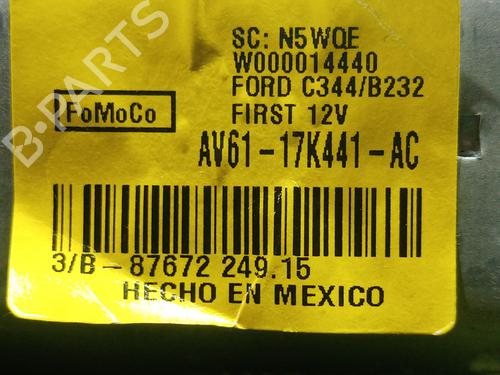 SC: N5WQE
W000014440
FORD C344/B232
FoMoCo
FIRST 12V
AV61-17K441-AC
3/B-87672 249.15
HECHO EN MEXICO
B-PARTS